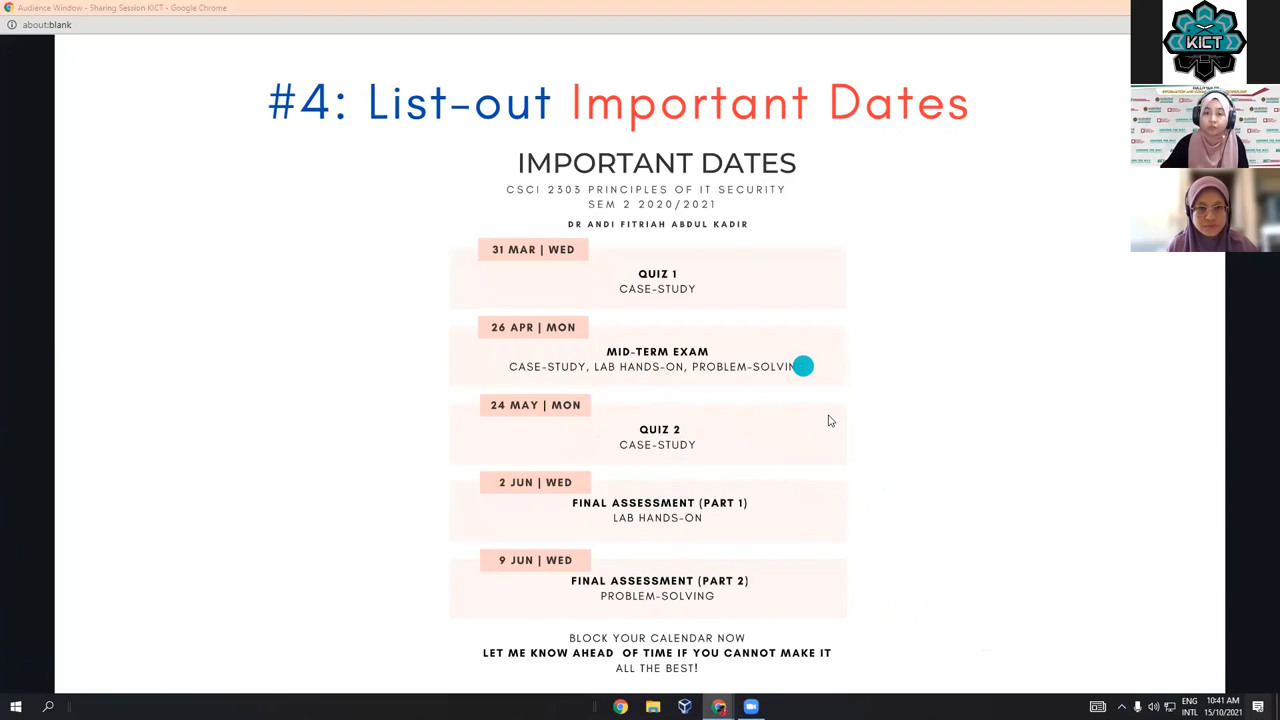 Audience Window - Sharing Session KICT - Google Chrome
about:blank
KICT
#4: List-out Important Dates
IMPORTANT DATES
CSCI 2303 PRINCIPLES OF IT SECURITY
SEM 2 2020/2021
DR ANDI FITRIAH ABDUL KADIR
31 MAR | WED
QUIZ 1
CASE-STUDY
26 APR | MON
MID-TERM EXAM
CASE-STUDY, LAB HANDS-ON, PROBLEM-SOLVING
24 MAY | MON
QUIZ 2
CASE-STUDY
2 JUN | WED
FINAL ASSESSMENT (PART 1)
LAB HANDS-ON
9 JUN | WED
FINAL ASSESSMENT (PART 2)
PROBLEM-SOLVING
BLOCK YOUR CALENDAR NOW
LET ME KNOW AHEAD OF TIME IF YOU CANNOT MAKE IT
ALL THE BEST!
ENG
INTL
10:41 AM
15/10/2021